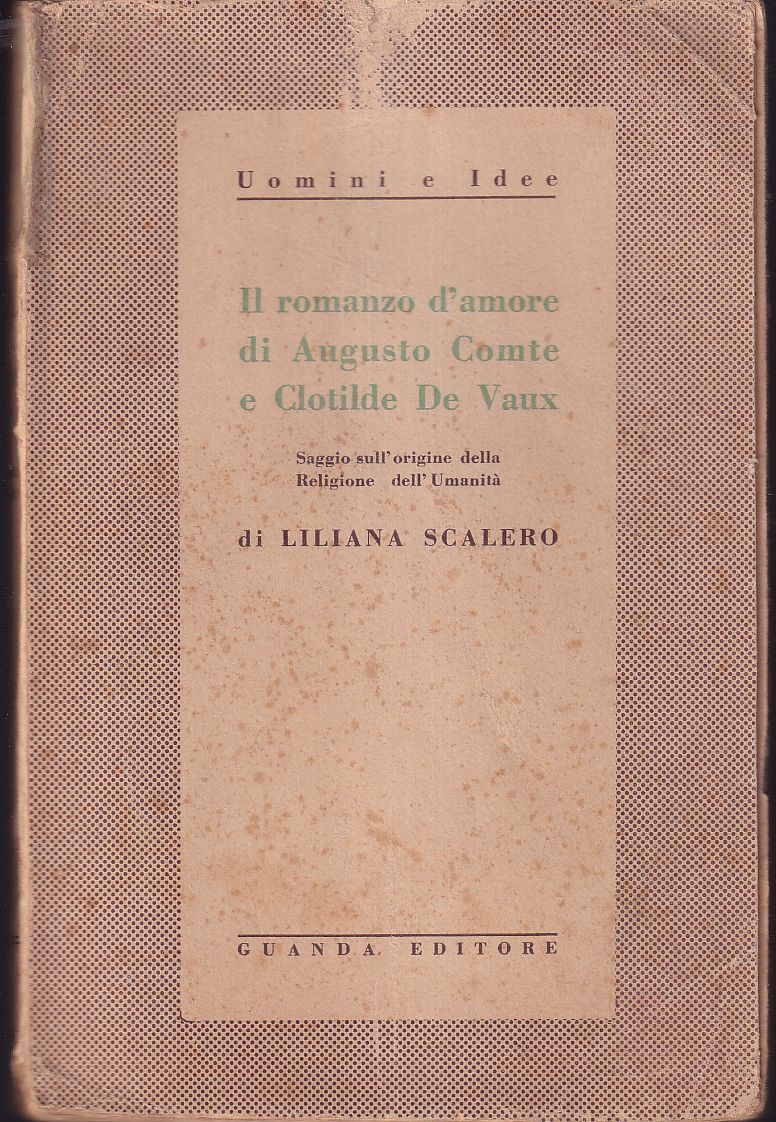 Uomini e Idee
Il romanzo d'amore
di Augusto Comte
e Clotilde De Vaux
Saggio sull'origine della
Religione dell'Umanità
di LILIANA SCALERO
GUANDA EDITORE